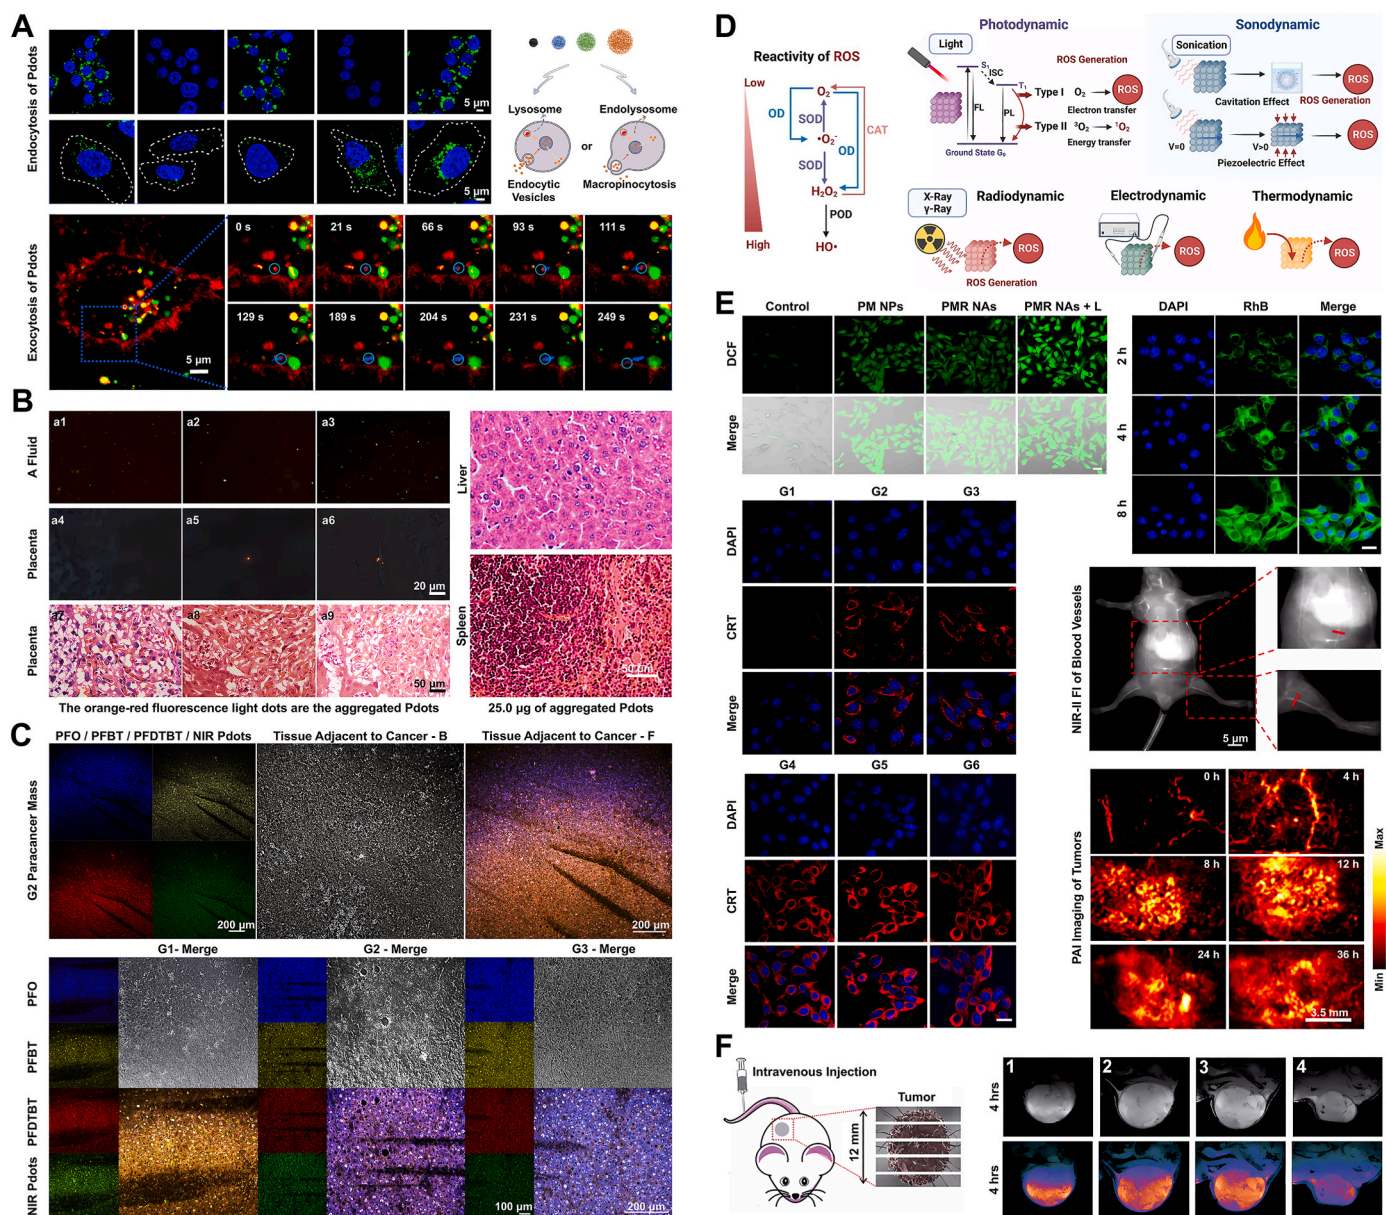 A
Endocytosis of Pdots
5 µm
5 µm
Lysosome
Endolysosome
or
Endocytic
Vesicles
Macropinocytosis
Exocytosis of Pdots
5 µm
0 s
21 s
66 s
93 s
111 s
129 s
189 s
204 s
231 s
249 s
B
A Fluid
a1
a2
a3
Placenta
a4
a5
a6
20 µm
Placenta
a7
a8
a9
50 µm
The orange-red fluorescence light dots are the aggregated Pdots
Liver
Spleen
50 µm
25.0 µg of aggregated Pdots
C
PFO / PFBT / PFDTBT / NIR Pdots
Tissue Adjacent to Cancer - B
Tissue Adjacent to Cancer - F
G2 Paracancer Mass
200 µm
200 µm
G1- Merge
G2 - Merge
G3 - Merge
PFO
PFBT
PFDTBT
NIR Pdots
100 µm
200 µm
D
Reactivity of ROS
Low
High
O₂
OD
SOD
CAT
•O₂⁻
OD
SOD
H₂O₂
POD
HO•
Photodynamic
Light
S₁
ISC
T₁
FL
PL
Ground State G₀
ROS Generation
Type I O₂
ROS
Electron transfer
Type II ³O₂ ¹O₂
Energy transfer
Sonodynamic
Sonication
Cavitation Effect
ROS
ROS Generation
V=0
V>0
Piezoelectric Effect
ROS
X-Ray
γ-Ray
Radiodynamic
ROS
ROS Generation
Electrodynamic
ROS
Thermodynamic
ROS
E
Control
PM NPs
PMR NAs
PMR NAs + L
DCF
Merge
DAPI
RhB
Merge
2 h
4 h
8 h
G1
G2
G3
DAPI
CRT
Merge
G4
G5
G6
DAPI
CRT
Merge
NIR-II FI of Blood Vessels
5 µm
PAI Imaging of Tumors
0 h
4 h
8 h
12 h
24 h
36 h
3.5 mm
Max
Min
F
Intravenous Injection
Tumor
12 mm
4 hrs
1
2
3
4
4 hrs